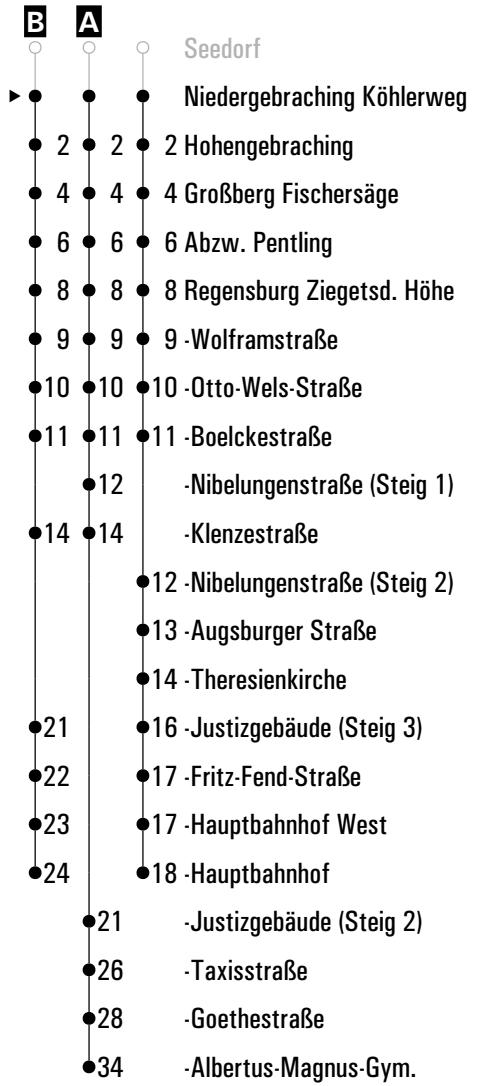 B A
Seedorf
Niedergebraching Köhlerweg
2 2 2 Hohengebraching
4 4 4 Großberg Fischersäge
6 6 6 Abzw. Pentling
8 8 8 Regensburg Ziegetsd. Höhe
9 9 9 -Wolframstraße
10 10 10 -Otto-Wels-Straße
11 11 11 -Boelckestraße
12 -Nibelungenstraße (Steig 1)
14 14 -Klenzestraße
12 -Nibelungenstraße (Steig 2)
13 -Augsburger Straße
14 -Theresienkirche
21 16 -Justizgebäude (Steig 3)
22 17 -Fritz-Fend-Straße
23 17 -Hauptbahnhof West
24 18 -Hauptbahnhof
21 -Justizgebäude (Steig 2)
26 -Taxisstraße
28 -Goethestraße
34 -Albertus-Magnus-Gym.